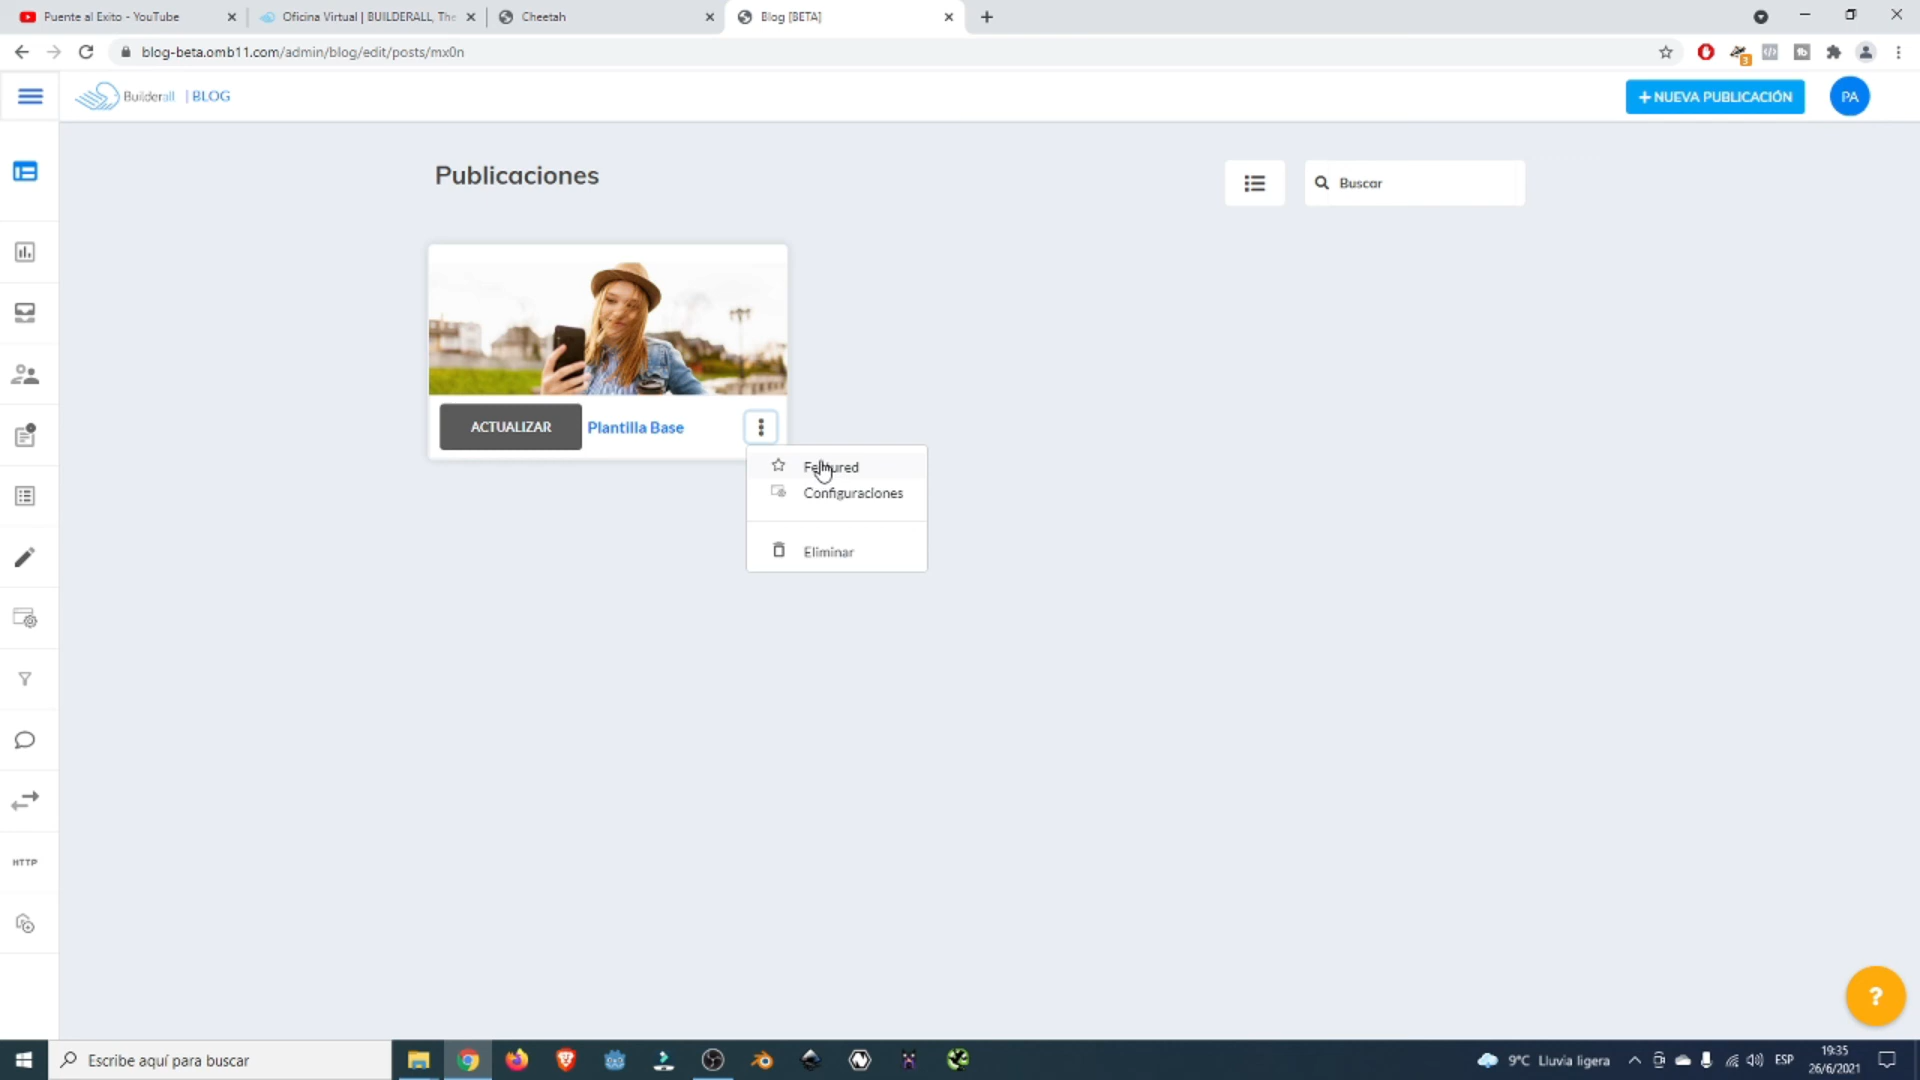 Puente al Exito - YouTube
Oficina Virtual | BUILDERALL, The
Cheetah
Blog [BETA]
blog-beta.omb11.com/admin/blog/edit/posts/mx0n
3
Builderall | BLOG
+ NUEVA PUBLICACIÓN
PA
Publicaciones
Buscar
ACTUALIZAR
Plantilla Base
Featured
Configuraciones
Eliminar
HTTP
?
Escribe aquí para buscar
9°C Lluvia ligera
ESP
19:35
26/6/2021